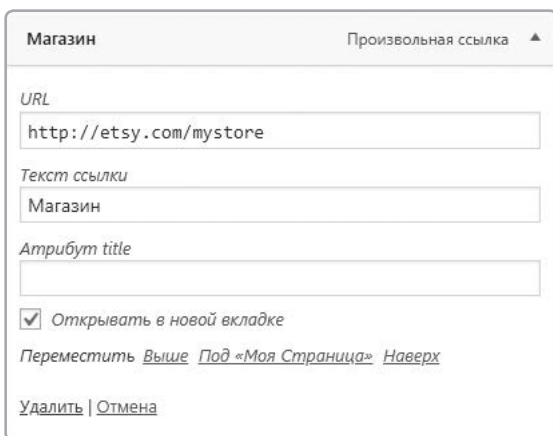 Магазин Произвольная ссылка
URL
http://etsy.com/mystore
Текст ссылки
Магазин
Атрибут title
Открывать в новой вкладке
Переместить Выше Под «Моя Страница» Наверх
Удалить | Отмена